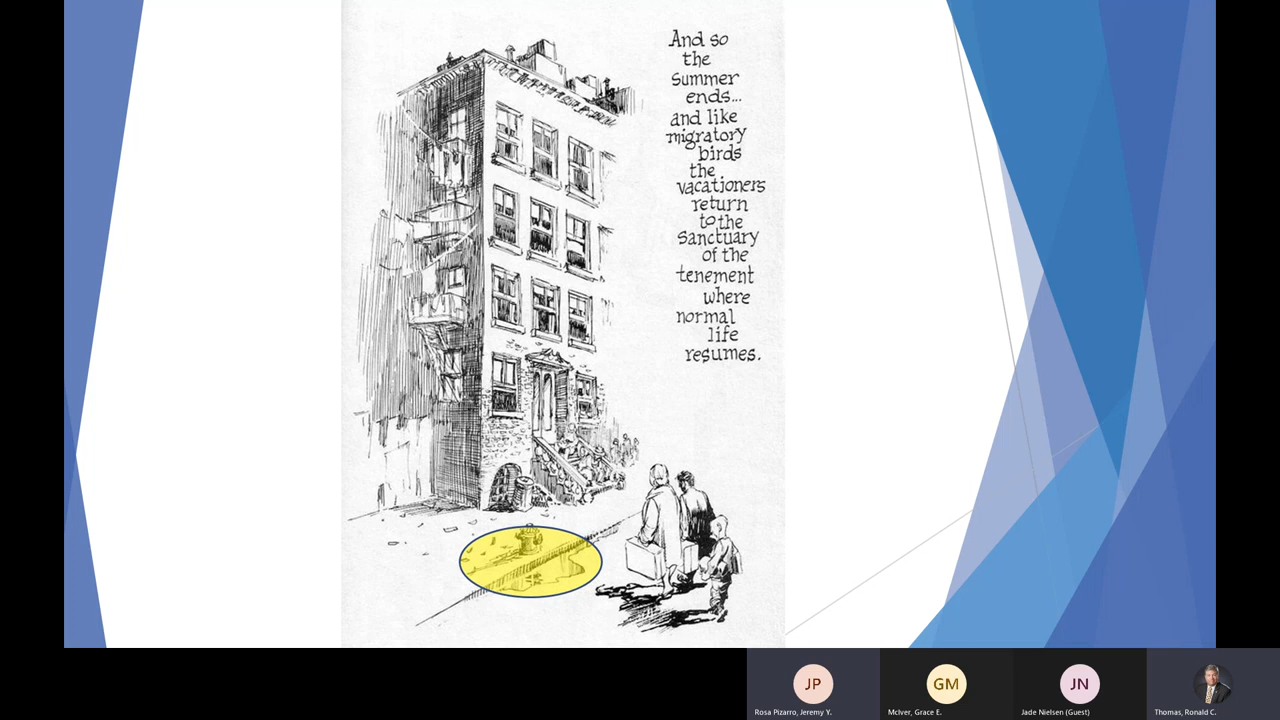 And so
the
summer
ends...
and like
migratory
birds
the
vacationers
return
to the
sanctuary
of the
tenement
where
normal
life
resumes.
JP
GM
JN
Rosa Pizarro, Jeremy Y.
McIver, Grace E.
Jade Nielsen (Guest)
Thomas, Ronald C.